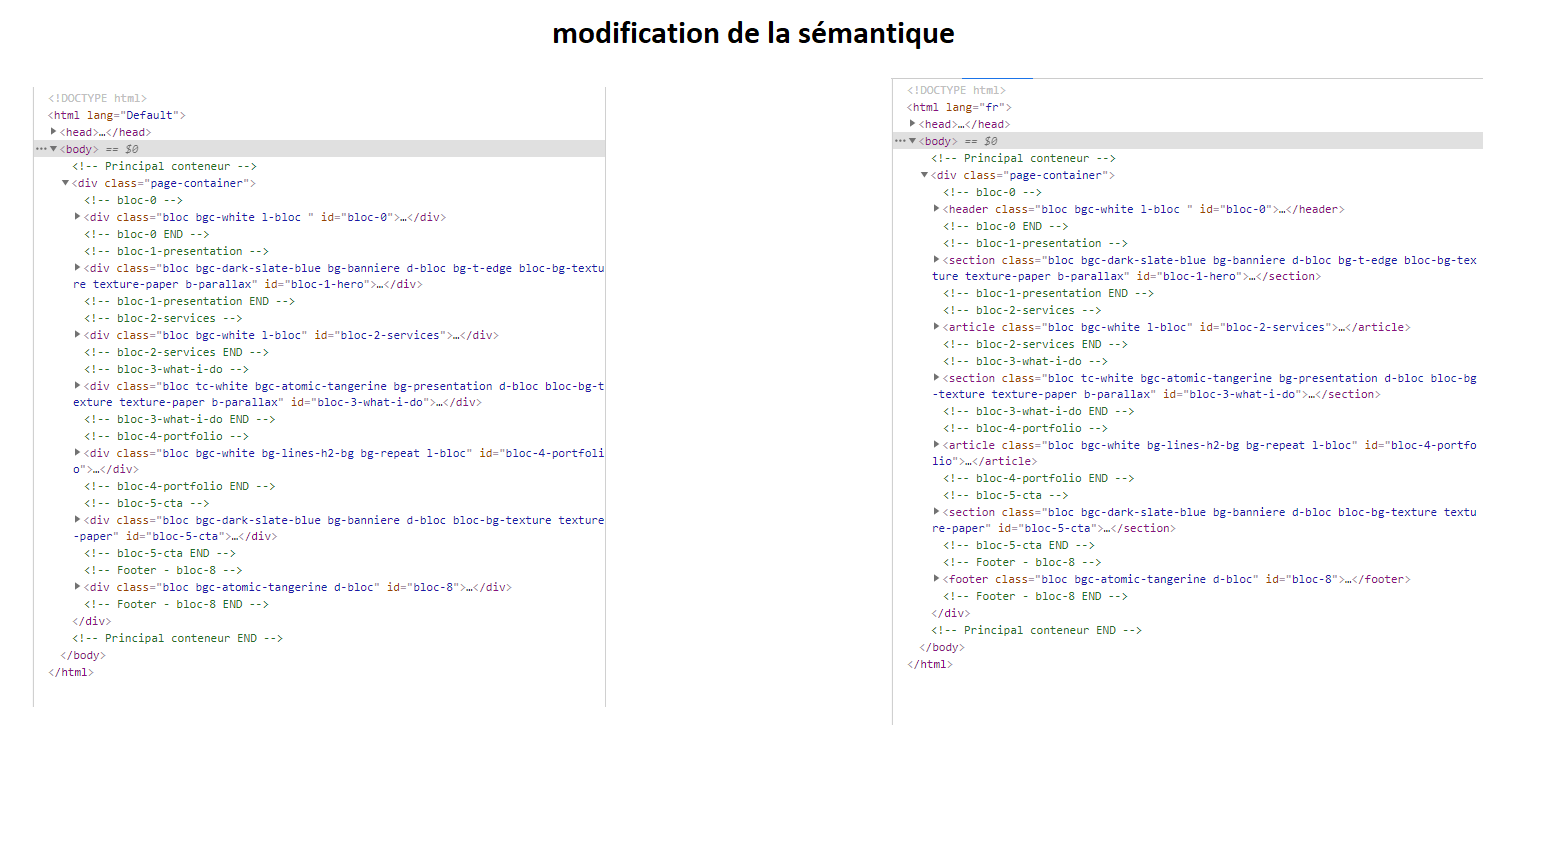 modification de la sémantique
<!DOCTYPE html>
<html lang="Default">
<head>…</head>
<body> == $0
<!-- Principal conteneur -->
<div class="page-container">
<!-- bloc-0 -->
<div class="bloc bgc-white l-bloc " id="bloc-0">…</div>
<!-- bloc-0 END -->
<!-- bloc-1-presentation -->
<div class="bloc bgc-dark-slate-blue bg-banniere d-bloc bg-t-edge bloc-bg-textu
re texture-paper b-parallax" id="bloc-1-hero">…</div>
<!-- bloc-1-presentation END -->
<!-- bloc-2-services -->
<div class="bloc bgc-white l-bloc" id="bloc-2-services">…</div>
<!-- bloc-2-services END -->
<!-- bloc-3-what-i-do -->
<div class="bloc tc-white bgc-atomic-tangerine bg-presentation d-bloc bloc-bg-t
exture texture-paper b-parallax" id="bloc-3-what-i-do">…</div>
<!-- bloc-3-what-i-do END -->
<!-- bloc-4-portfolio -->
<div class="bloc bgc-white bg-lines-h2-bg bg-repeat l-bloc" id="bloc-4-portfoli
o">…</div>
<!-- bloc-4-portfolio END -->
<!-- bloc-5-cta -->
<div class="bloc bgc-dark-slate-blue bg-banniere d-bloc bloc-bg-texture texture
-paper" id="bloc-5-cta">…</div>
<!-- bloc-5-cta END -->
<!-- Footer - bloc-8 -->
<div class="bloc bgc-atomic-tangerine d-bloc" id="bloc-8">…</div>
<!-- Footer - bloc-8 END -->
</div>
<!-- Principal conteneur END -->
</body>
</html>
<!DOCTYPE html>
<html lang="fr">
<head>…</head>
<body> == $0
<!-- Principal conteneur -->
<div class="page-container">
<!-- bloc-0 -->
<header class="bloc bgc-white l-bloc " id="bloc-0">…</header>
<!-- bloc-0 END -->
<!-- bloc-1-presentation -->
<section class="bloc bgc-dark-slate-blue bg-banniere d-bloc bg-t-edge bloc-bg-tex
ture texture-paper b-parallax" id="bloc-1-hero">…</section>
<!-- bloc-1-presentation END -->
<!-- bloc-2-services -->
<article class="bloc bgc-white l-bloc" id="bloc-2-services">…</article>
<!-- bloc-2-services END -->
<!-- bloc-3-what-i-do -->
<section class="bloc tc-white bgc-atomic-tangerine bg-presentation d-bloc bloc-bg
-texture texture-paper b-parallax" id="bloc-3-what-i-do">…</section>
<!-- bloc-3-what-i-do END -->
<!-- bloc-4-portfolio -->
<article class="bloc bgc-white bg-lines-h2-bg bg-repeat l-bloc" id="bloc-4-portfo
lio">…</article>
<!-- bloc-4-portfolio END -->
<!-- bloc-5-cta -->
<section class="bloc bgc-dark-slate-blue bg-banniere d-bloc bloc-bg-texture textu
re-paper" id="bloc-5-cta">…</section>
<!-- bloc-5-cta END -->
<!-- Footer - bloc-8 -->
<footer class="bloc bgc-atomic-tangerine d-bloc" id="bloc-8">…</footer>
<!-- Footer - bloc-8 END -->
</div>
<!-- Principal conteneur END -->
</body>
</html>